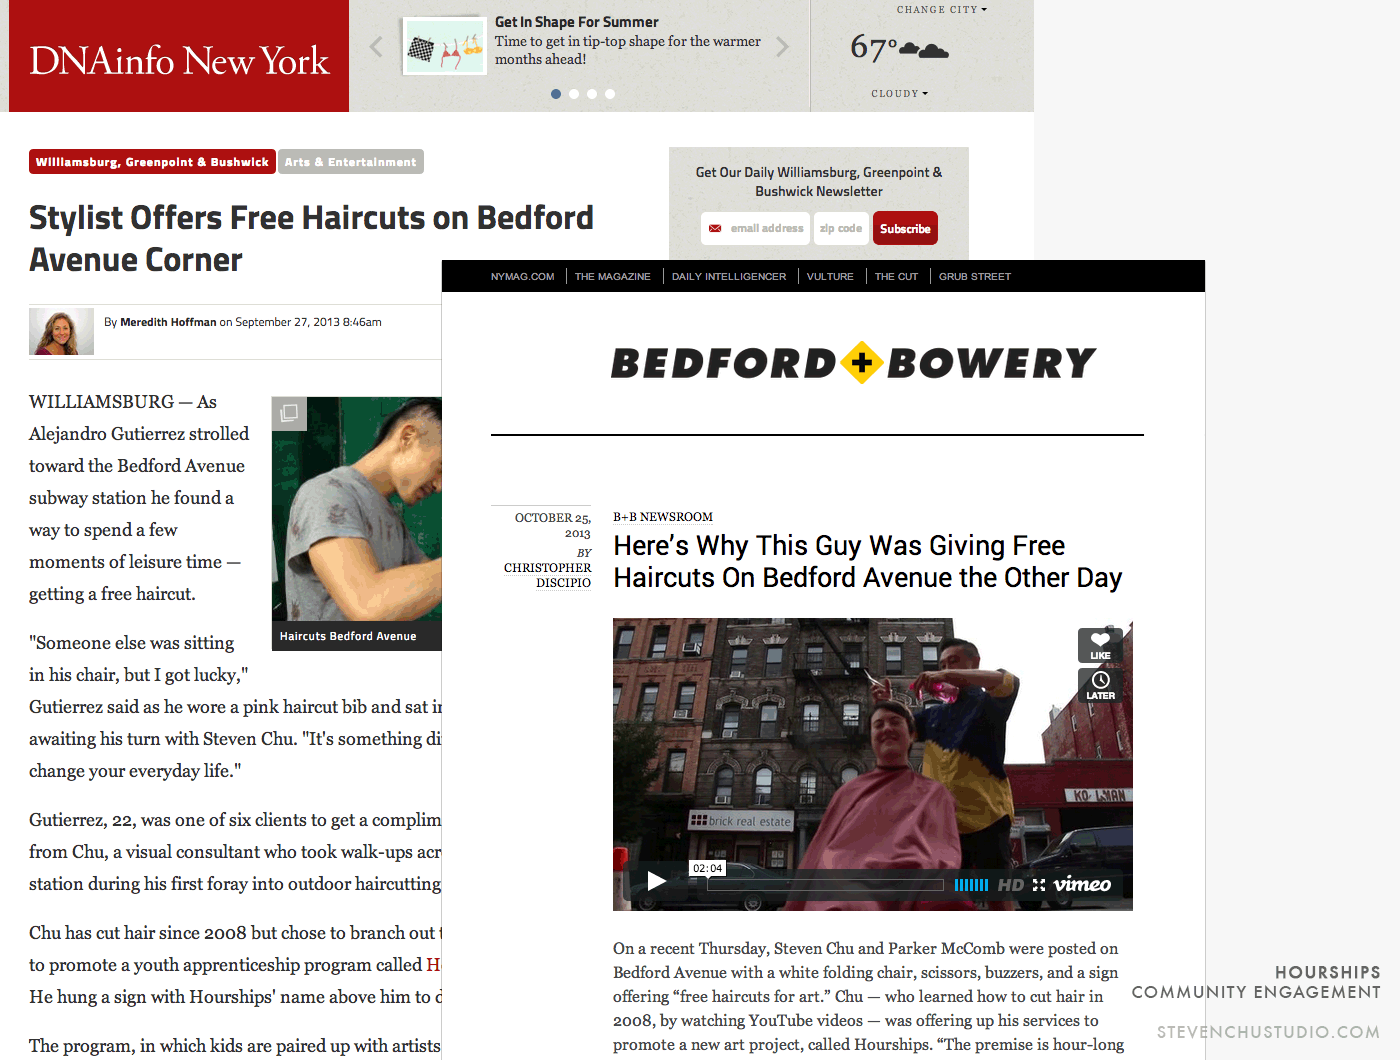 DNAinfo New York
Get In Shape For Summer
Time to get in tip-top shape for the warmer
months ahead!
CHANGE CITY
67°
CLOUDY
Williamsburg, Greenpoint & Bushwick
Arts & Entertainment
Stylist Offers Free Haircuts on Bedford
Avenue Corner
By Meredith Hoffman on September 27, 2013 8:46am
Get Our Daily Williamsburg, Greenpoint &
Bushwick Newsletter
email address
zip code
Subscribe
WILLIAMSBURG — As
Alejandro Gutierrez strolled
toward the Bedford Avenue
subway station he found a
way to spend a few
moments of leisure time —
getting a free haircut.
Haircuts Bedford Avenue
"Someone else was sitting
in his chair, but I got lucky,"
Gutierrez said as he wore a pink haircut bib and sat in
awaiting his turn with Steven Chu. "It's something di
change your everyday life."
Gutierrez, 22, was one of six clients to get a complim
from Chu, a visual consultant who took walk-ups acr
station during his first foray into outdoor haircutting
Chu has cut hair since 2008 but chose to branch out t
to promote a youth apprenticeship program called H
He hung a sign with Hourships' name above him to d
The program, in which kids are paired up with artists
NYMAG.COM
THE MAGAZINE
DAILY INTELLIGENCER
VULTURE
THE CUT
GRUB STREET
BEDFORD + BOWERY
OCTOBER 25,
2013
BY
CHRISTOPHER
DISCIPIO
B+B NEWSROOM
Here's Why This Guy Was Giving Free
Haircuts On Bedford Avenue the Other Day
LIKE
LATER
KO
brick real estate
02:04
HD
vimeo
On a recent Thursday, Steven Chu and Parker McComb were posted on
Bedford Avenue with a white folding chair, scissors, buzzers, and a sign
offering “free haircuts for art.” Chu — who learned how to cut hair in
2008, by watching YouTube videos — was offering up his services to
promote a new art project, called Hourships. “The premise is hour-long
HOURSHIPS
COMMUNITY ENGAGEMENT
STEVENCHUSTUDIO.COM